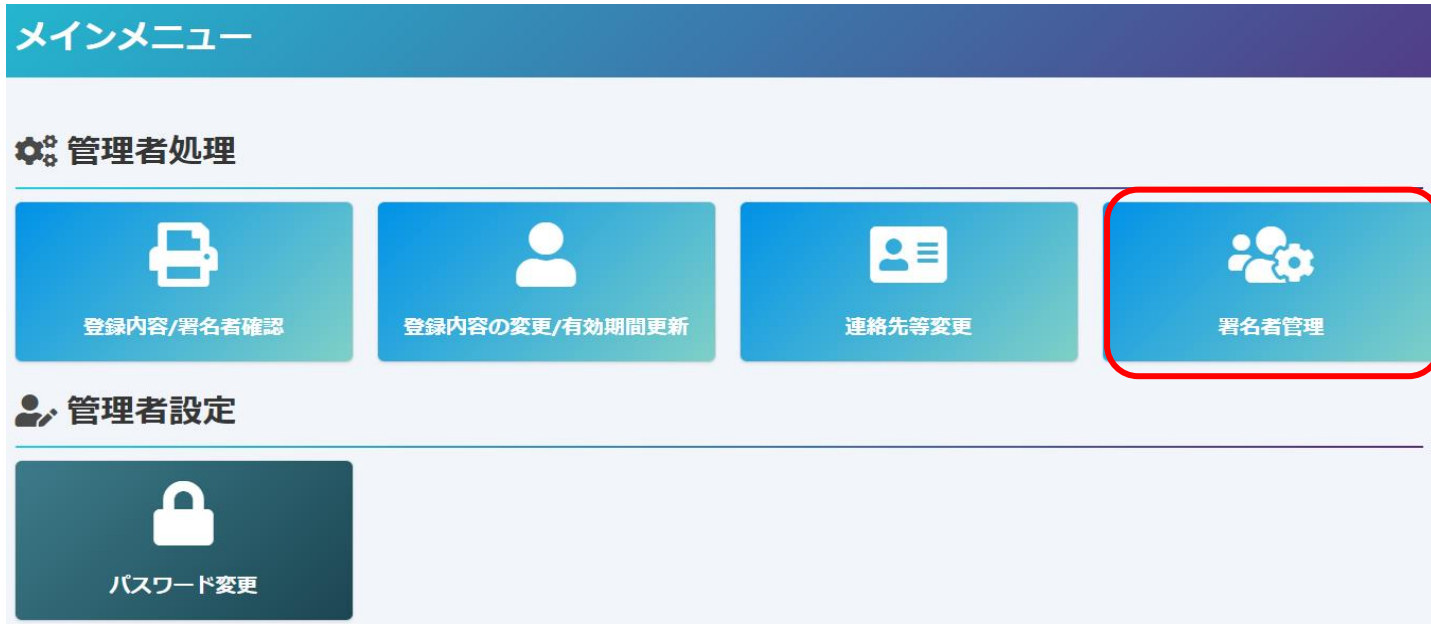 メインメニュー
管理者処理
登録内容/署名者確認
登録内容の変更/有効期間更新
連絡先等変更
署名者管理
管理者設定
パスワード変更